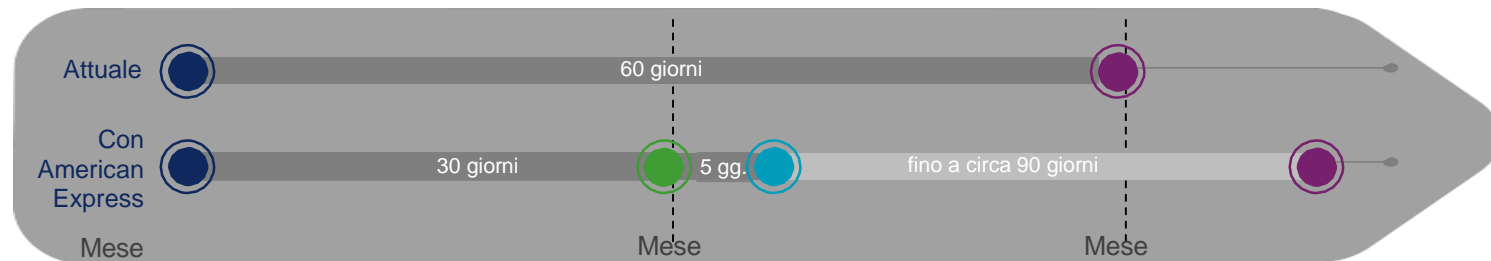 Attuale
60 giorni
Con
American
Express
30 giorni
5 gg.
fino a circa 90 giorni
Mese
Mese
Mese